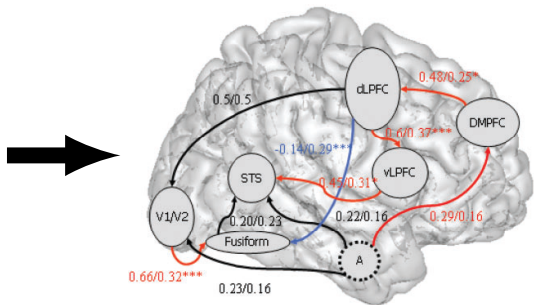 0.48/0.25*
dLPFC
0.5/0.5
DMPFC
0.6/0.37***
-0.14/0.29***
vLPFC
STS
0.45/0.31*
V1/V2
0.20/0.23
0.22/0.16
0.29/0.16
Fusiform
A
0.66/0.32***
0.23/0.16